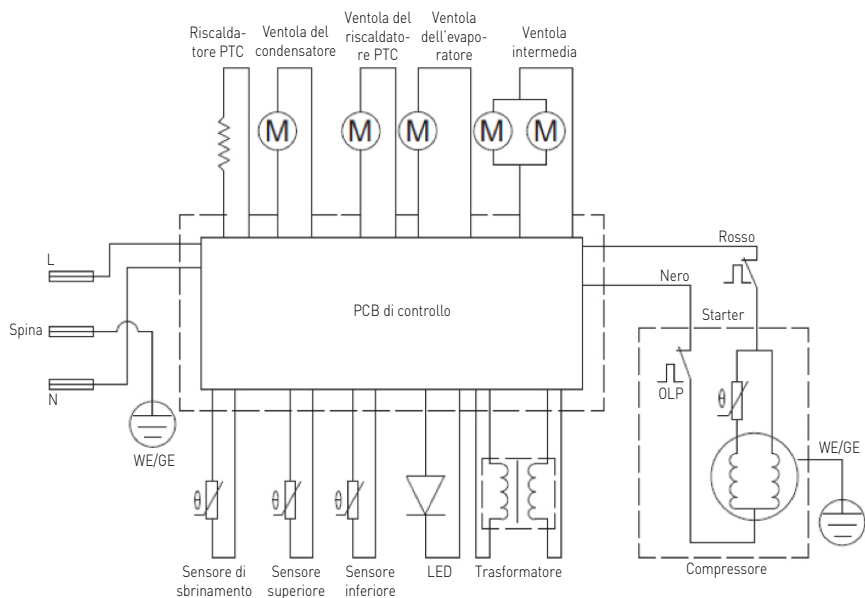 Riscalda-
tore PTC
Ventola del
condensatore
Ventola del
riscaldato-
re PTC
Ventola
dell'evapo-
ratore
Ventola
intermedia
M
M
M
M
M
L
Spina
N
WE/GE
PCB di controllo
Rosso
Nero
Starter
OLP
θ
WE/GE
Compressore
θ
θ
θ
Sensore di
sbrinamento
Sensore
superiore
Sensore
inferiore
LED
Trasformatore